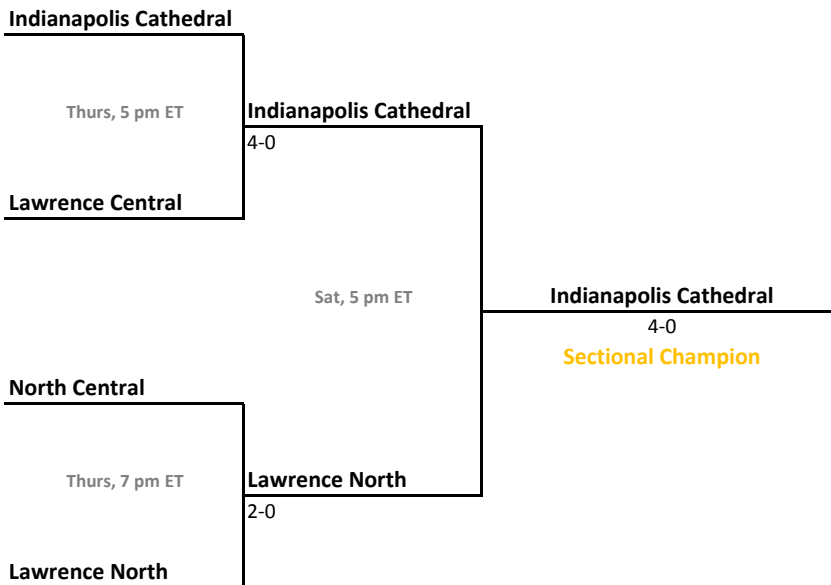 Indianapolis Cathedral
Thurs, 5 pm ET
Indianapolis Cathedral
4-0
Lawrence Central
Sat, 5 pm ET
Indianapolis Cathedral
4-0
Sectional Champion
North Central
Thurs, 7 pm ET
Lawrence North
2-0
Lawrence North